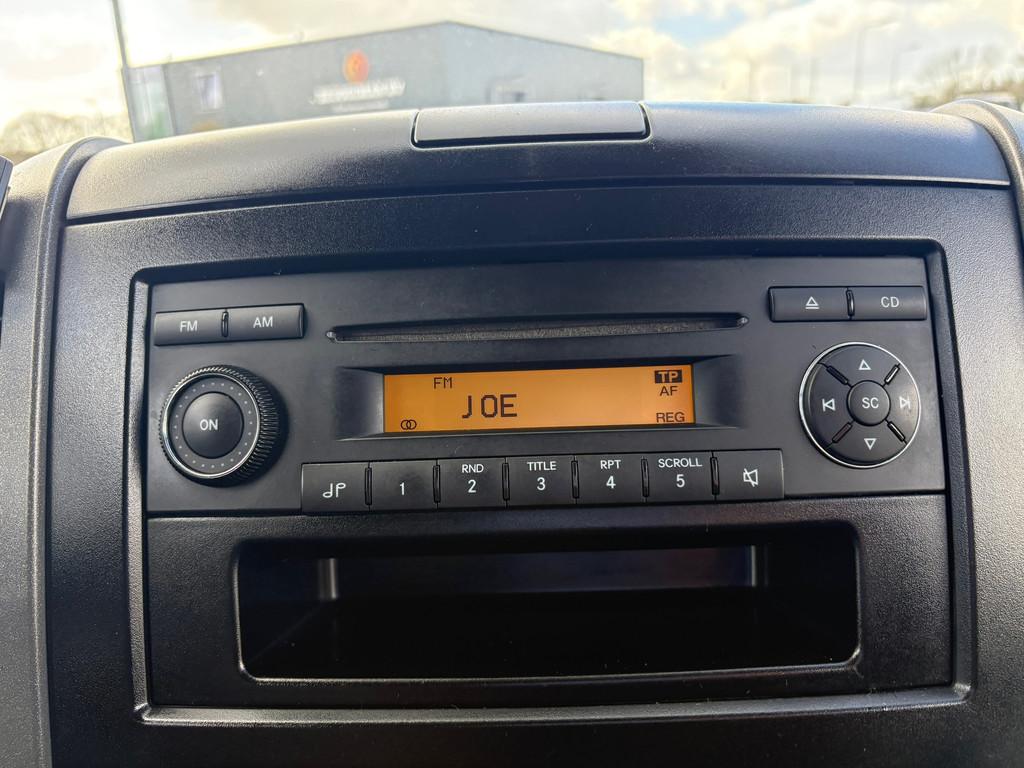 FM AM
CD
ON
FM
TP
AF
JOE
REG
SC
1
RND
2
TITLE
3
RPT
4
SCROLL
5